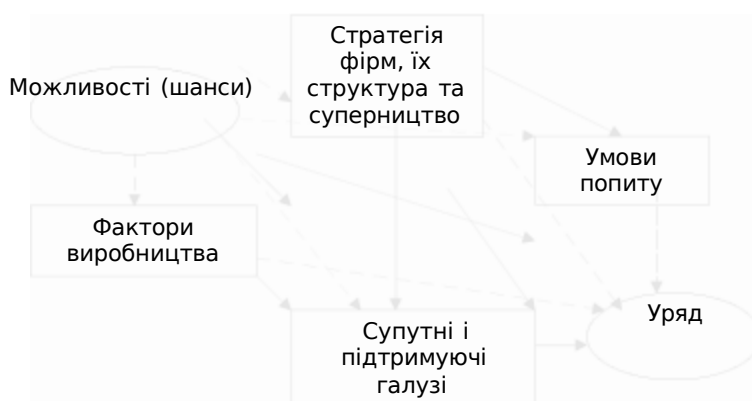 Стратегія
фірм, їх
структура та
суперництво
Можливості (шанси)
Умови
попиту
Фактори
виробництва
Уряд
Супутні і
підтримуючі
галузі